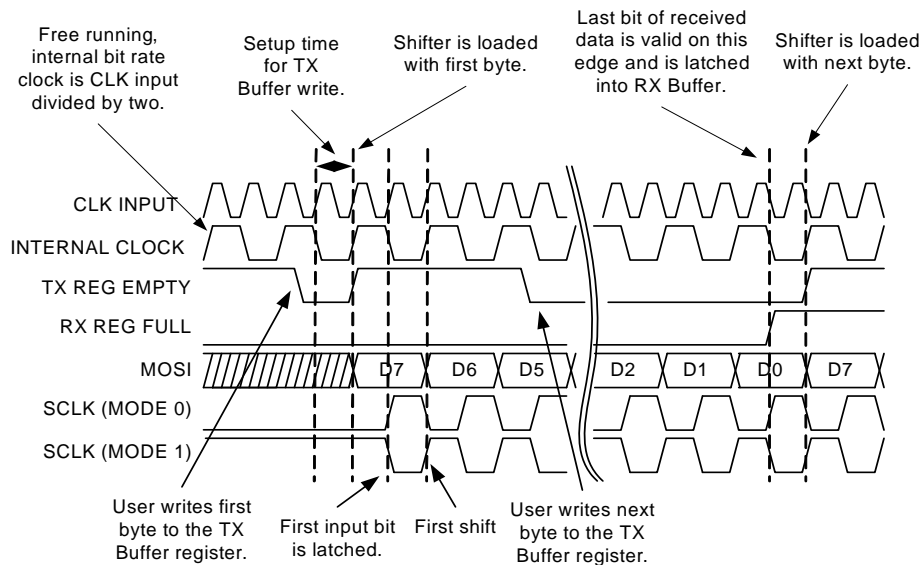 Free running,
internal bit rate
clock is CLK input
divided by two.
Setup time
for TX
Buffer write.
Shifter is loaded
with first byte.
Last bit of received
data is valid on this
edge and is latched
into RX Buffer.
Shifter is loaded
with next byte.
CLK INPUT
INTERNAL CLOCK
TX REG EMPTY
RX REG FULL
MOSI
D7
D6
D5
D2
D1
D0
D7
SCLK (MODE 0)
SCLK (MODE 1)
User writes first
byte to the TX
Buffer register.
First input bit
is latched.
First shift
User writes next
byte to the TX
Buffer register.